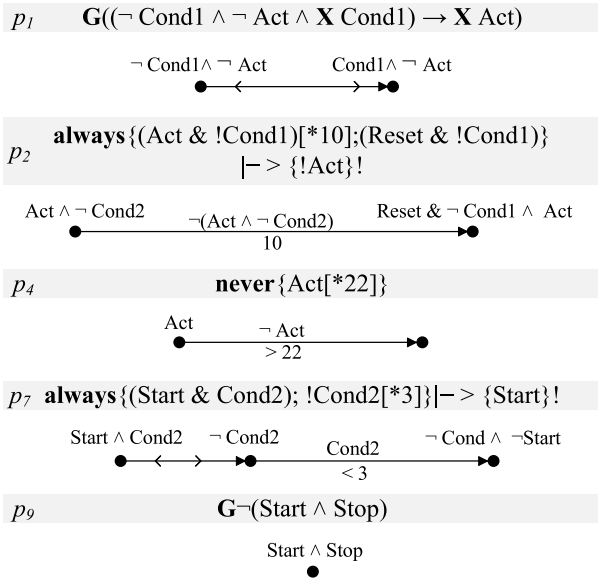 p1 G((¬ Cond1 ∧ ¬ Act ∧ X Cond1) → X Act)
¬ Cond1∧ ¬ Act Cond1∧ ¬ Act
p2 always{(Act & !Cond1)[*10];(Reset & !Cond1)}
|− > {!Act}!
Act ∧ ¬ Cond2 ¬(Act ∧ ¬ Cond2) Reset & ¬ Cond1 ∧ Act
10
p4 never{Act[*22]}
Act ¬ Act
> 22
p7 always{(Start & Cond2); !Cond2[*3]}|− > {Start}!
Start ∧ Cond2 ¬ Cond2 Cond2 ¬ Cond ∧ ¬Start
< 3
p9 G¬(Start ∧ Stop)
Start ∧ Stop